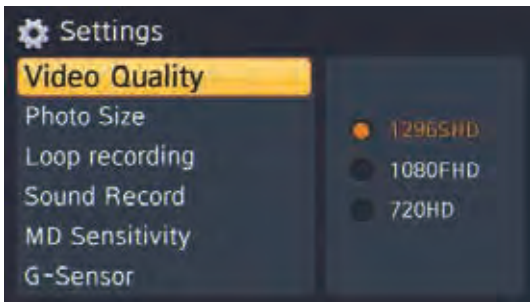 Settings
Video Quality
Photo Size
Loop recording
Sound Record
MD Sensitivity
G-Sensor
1296SHD
1080FHD
720HD